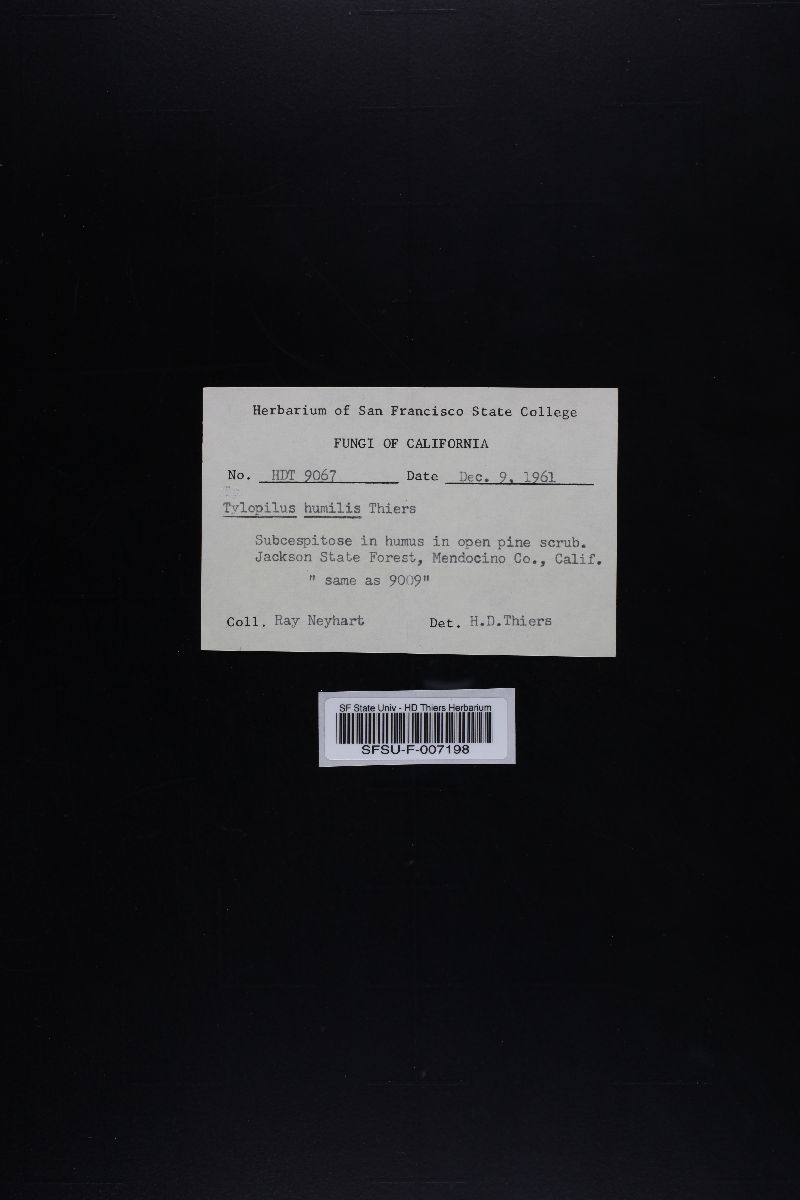 Herbarium of San Francisco State College
FUNGI OF CALIFORNIA
No. HDT 9067 Date Dec. 9, 1961
Tylopilus humilis Thiers
Subcespitose in humus in open pine scrub.
Jackson State Forest, Mendocino Co., Calif.
" same as 9009"
Coll. Ray Neyhart Det. H.D.Thiers
SF State Univ - HD Thiers Herbarium
SFSU-F-007198